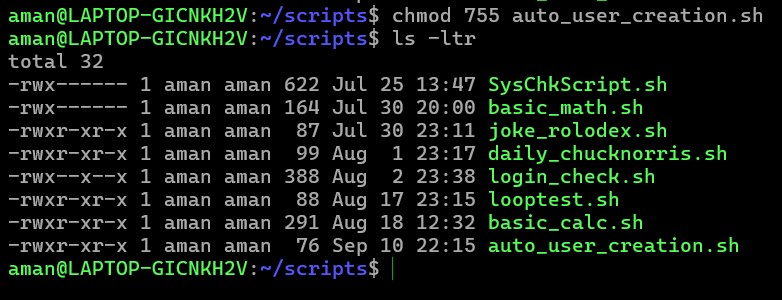 aman@LAPTOP-GICNKH2V:~/scripts$ chmod 755 auto_user_creation.sh
aman@LAPTOP-GICNKH2V:~/scripts$ ls -ltr
total 32
-rwx------ 1 aman aman 622 Jul 25 13:47 SysChkScript.sh
-rwx------ 1 aman aman 164 Jul 30 20:00 basic_math.sh
-rwxr-xr-x 1 aman aman  87 Jul 30 23:11 joke_rolodex.sh
-rwxr-xr-x 1 aman aman  99 Aug  1 23:17 daily_chucknorris.sh
-rwx--x--x 1 aman aman 388 Aug  2 23:38 login_check.sh
-rwxr-xr-x 1 aman aman  88 Aug 17 23:15 looptest.sh
-rwxr-xr-x 1 aman aman 291 Aug 18 12:32 basic_calc.sh
-rwxr-xr-x 1 aman aman  76 Sep 10 22:15 auto_user_creation.sh
aman@LAPTOP-GICNKH2V:~/scripts$